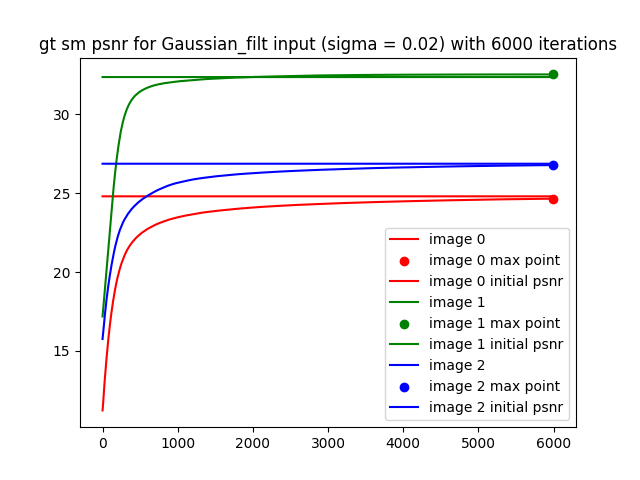 gt sm psnr for Gaussian_filt input (sigma = 0.02) with 6000 iterations
30
25
20
15
image 0
image 0 max point
image 0 initial psnr
image 1
image 1 max point
image 1 initial psnr
image 2
image 2 max point
image 2 initial psnr
0 1000 2000 3000 4000 5000 6000